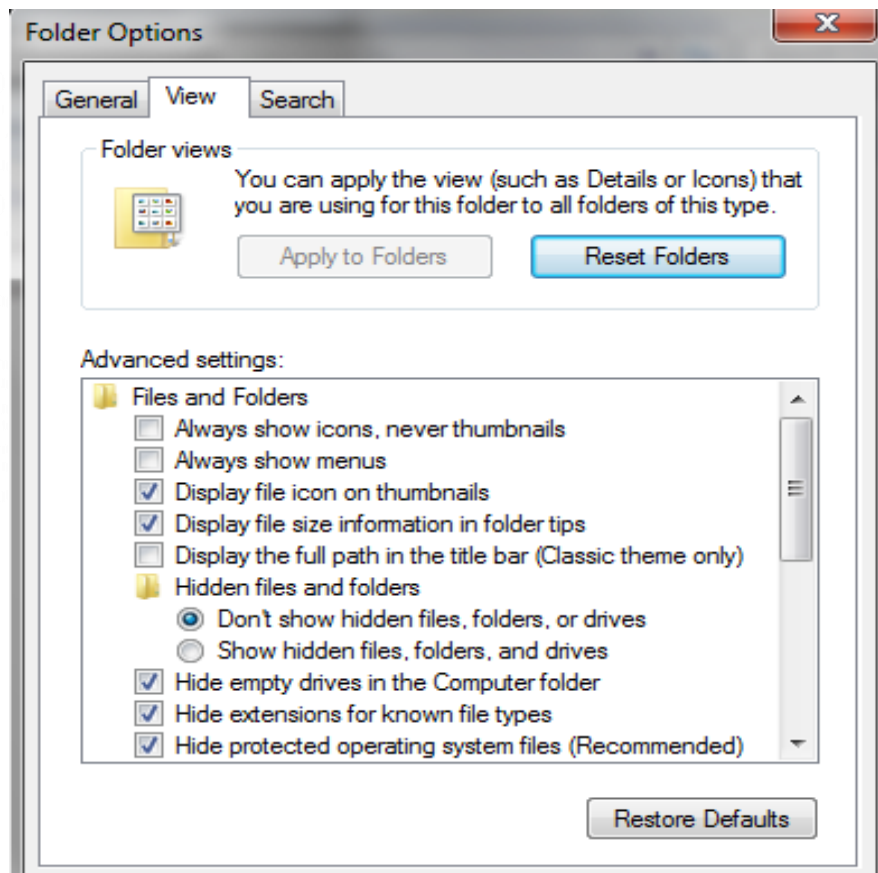 Folder Options
General View Search
Folder views
You can apply the view (such as Details or Icons) that
you are using for this folder to all folders of this type.
Apply to Folders Reset Folders
Advanced settings:
Files and Folders
Always show icons, never thumbnails
Always show menus
Display file icon on thumbnails
Display file size information in folder tips
Display the full path in the title bar (Classic theme only)
Hidden files and folders
Don't show hidden files, folders, or drives
Show hidden files, folders, and drives
Hide empty drives in the Computer folder
Hide extensions for known file types
Hide protected operating system files (Recommended)
Restore Defaults